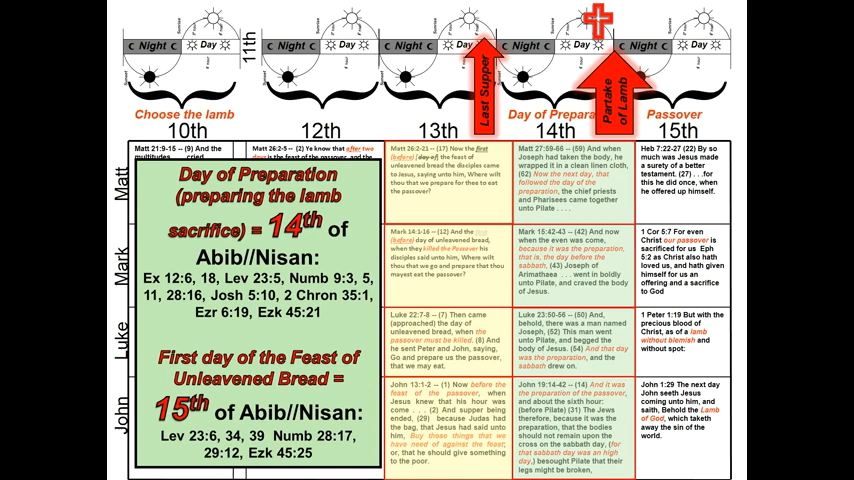 Sunrise
Sunrise
Sunrise
Sunrise
Night
Day
Night
Day
Night
Day
Night
Day
Night
11th
6 hour
6 hour
6 hour
Sunset
Sunset
Sunset
Sunset
Sunset
Last Supper
Partake
of Lamb
Choose the lamb
Day of Prepara
Passover
10th
12th
13th
14th
15th
Matt
Mark
Luke
John
Matt 21:9-15 -- (9) And the
multitudes cried
Matt 26:2-5 -- (2) Ye know that after two
days is the feast of the passover, and the
Matt 26:2-21 -- (17) Now the first
(before) [day of] the feast of
unleavened bread the disciples came
to Jesus, saying unto him, Where wilt
thou that we prepare for thee to eat
the passover?
Matt 27:59-66 -- (59) And when
Joseph had taken the body, he
wrapped it in a clean linen cloth,
(62) Now the next day, that
followed the day of the
preparation, the chief priests
and Pharisees came together
unto Pilate . . . .
Heb 7:22-27 (22) By so
much was Jesus made
a surety of a better
testament. (27) . . .for
this he did once, when
he offered up himself.
Mark 14:1-16 -- (12) And the first
(before) day of unleavened bread,
when they killed the Passover his
disciples said unto him, Where wilt
thou that we go and prepare that thou
mayest eat the passover?
Mark 15:42-43 -- (42) And now
when the even was come,
because it was the preparation,
that is, the day before the
sabbath, (43) Joseph of
Arimathaea . . . went in boldly
unto Pilate, and craved the body
of Jesus.
1 Cor 5:7 For even
Christ our passover is
sacrificed for us Eph
5:2 as Christ also hath
loved us, and hath given
himself for us an
offering and a sacrifice
to God
Luke 22:7-8 -- (7) Then came
(approached) the day of
unleavened bread, when the
passover must be killed. (8) And
he sent Peter and John, saying,
Go and prepare us the passover,
that we may eat.
Luke 23:50-56 -- (50) And,
behold, there was a man named
Joseph, (52) This man went
unto Pilate, and begged the
body of Jesus. (54) And that day
was the preparation, and the
sabbath drew on.
1 Peter 1:19 But with the
precious blood of
Christ, as of a lamb
without blemish and
without spot:
John 13:1-2 -- (1) Now before the
feast of the passover, when
Jesus knew that his hour was
come . . . (2) And supper being
ended, (29) because Judas had
the bag, that Jesus had said unto
him, Buy those things that we
have need of against the feast;
or, that he should give something
to the poor.
John 19:14-42 -- (14) And it was
the preparation of the passover,
and about the sixth hour:
(before Pilate) (31) The Jews
therefore, because it was the
preparation, that the bodies
should not remain upon the
cross on the sabbath day, (for
that sabbath day was an high
day,) besought Pilate that their
legs might be broken,
John 1:29 The next day
John seeth Jesus
coming unto him, and
saith, Behold the Lamb
of God, which taketh
away the sin of the
world.
Day of Preparation
(preparing the lamb
sacrifice) = 14th of
Abib//Nisan:
Ex 12:6, 18, Lev 23:5, Numb 9:3, 5,
11, 28:16, Josh 5:10, 2 Chron 35:1,
Ezr 6:19, Ezk 45:21
First day of the Feast of
Unleavened Bread =
15th of Abib//Nisan:
Lev 23:6, 34, 39 Numb 28:17,
29:12, Ezk 45:25